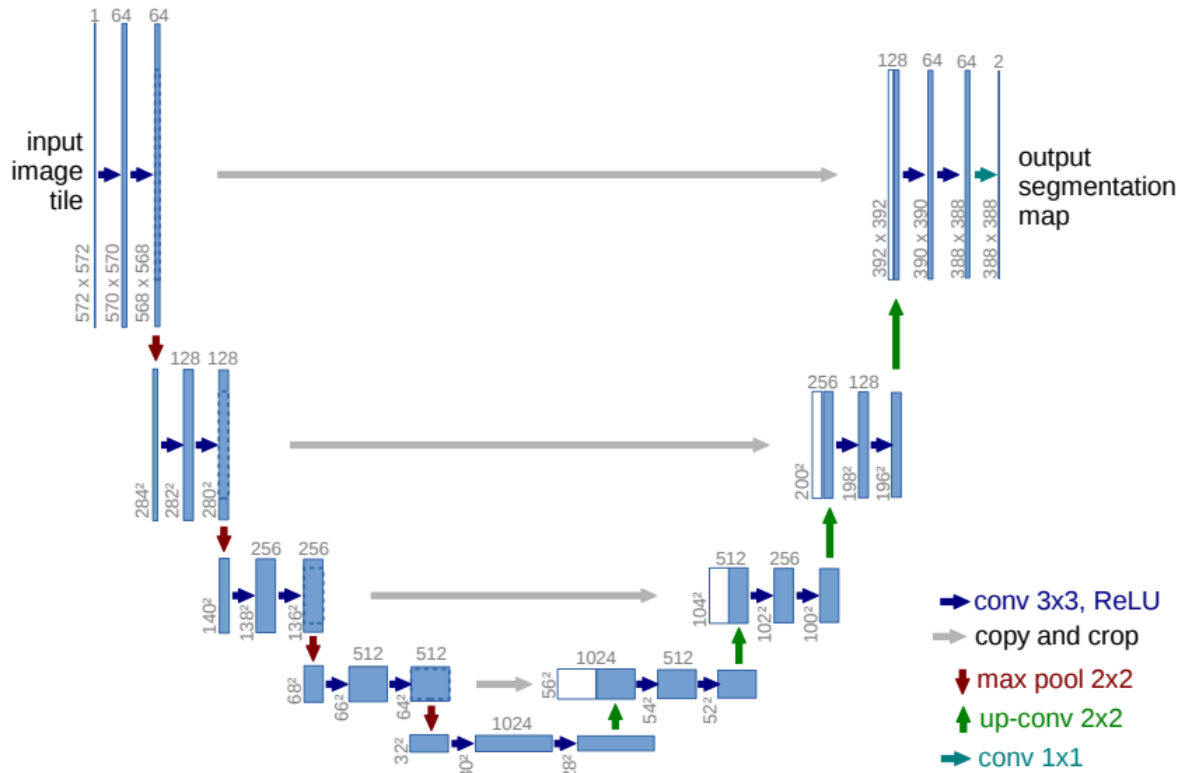 1 64 64
128 64 64 2
input
image
tile
output
segmentation
map
572 x 572
570 x 570
568 x 568
392 x 392
390 x 390
388 x 388
388 x 388
128 128
256 128
284²
282²
280²
200²
198²
196²
256 256
512 256
140²
138²
136²
104²
102²
100²
512 512
1024 512
68²
66²
64²
56²
54²
52²
1024
32²
conv 3x3, ReLU
copy and crop
max pool 2x2
up-conv 2x2
conv 1x1